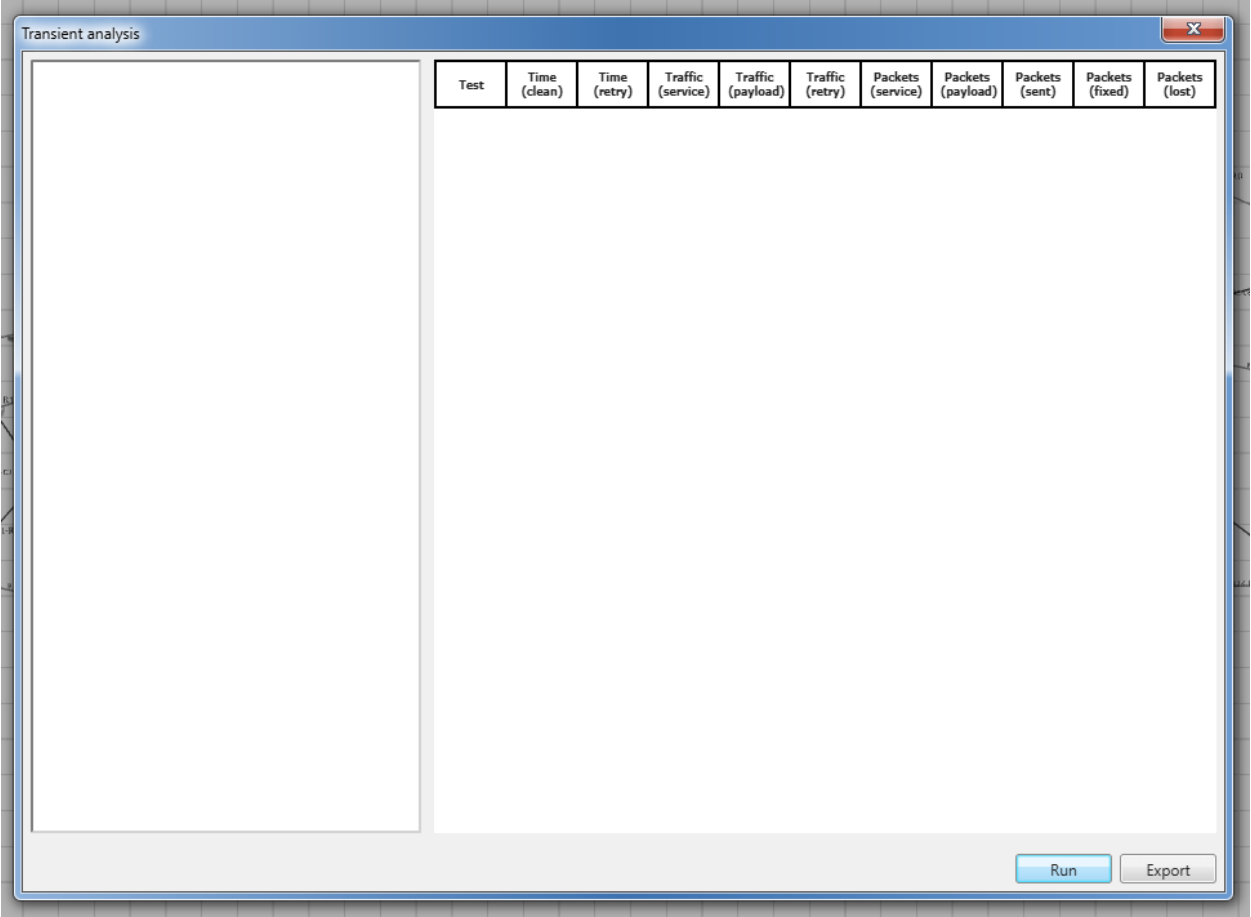 Transient analysis
Test
Time
(clean)
Time
(retry)
Traffic
(service)
Traffic
(payload)
Traffic
(retry)
Packets
(service)
Packets
(payload)
Packets
(sent)
Packets
(fixed)
Packets
(lost)
Run
Export